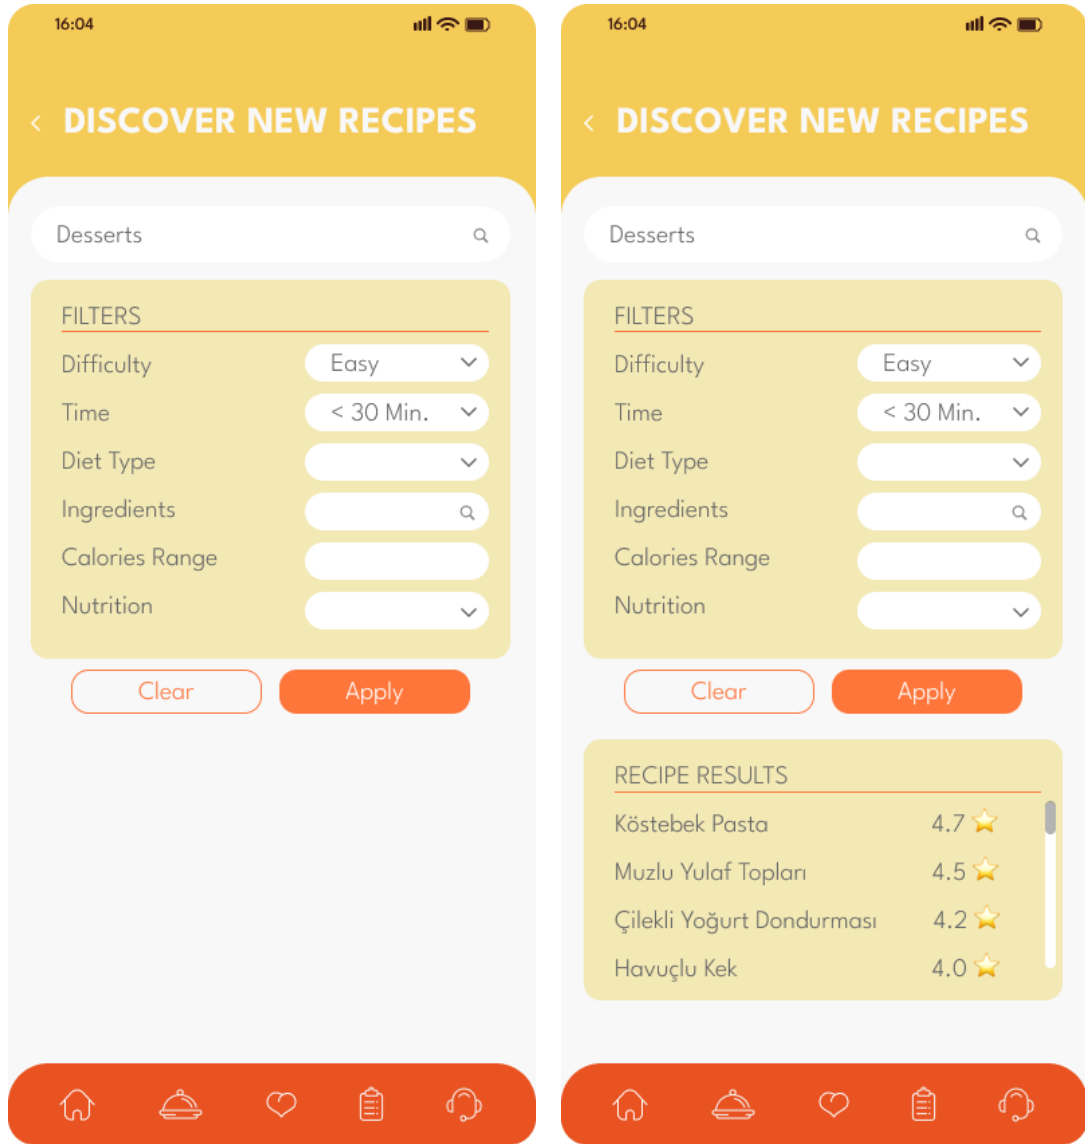 16:04
DISCOVER NEW RECIPES
Desserts
FILTERS
Difficulty Easy
Time < 30 Min.
Diet Type
Ingredients
Calories Range
Nutrition
Clear Apply
16:04
DISCOVER NEW RECIPES
Desserts
FILTERS
Difficulty Easy
Time < 30 Min.
Diet Type
Ingredients
Calories Range
Nutrition
Clear Apply
RECIPE RESULTS
Köstebek Pasta 4.7
Muzlu Yulaf Topları 4.5
Çilekli Yoğurt Dondurması 4.2
Havuçlu Kek 4.0